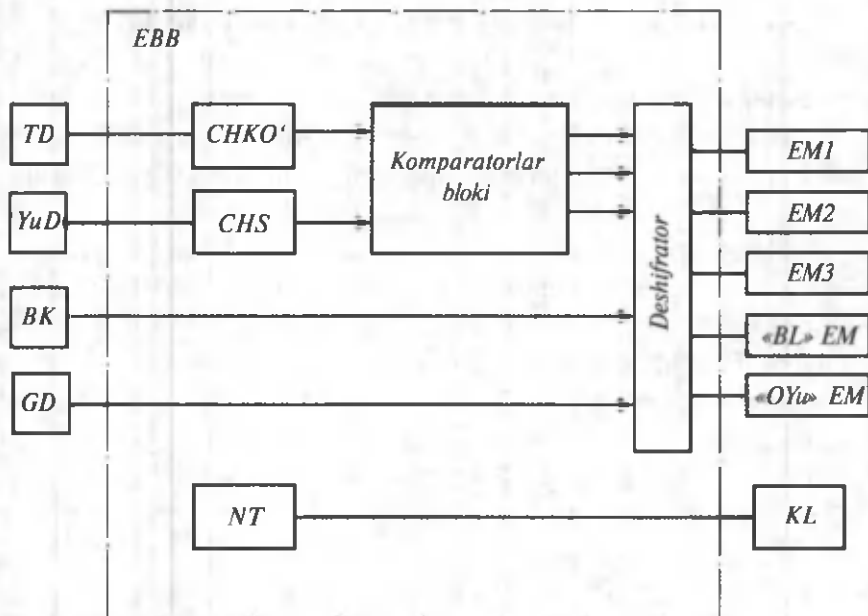 EBB
TD
CHKO‘
Komparatorlar
bloki
Deshifrator
EM1
YuD
CHS
EM2
EM3
BK
«BL» EM
GD
«OYu» EM
NT
KL